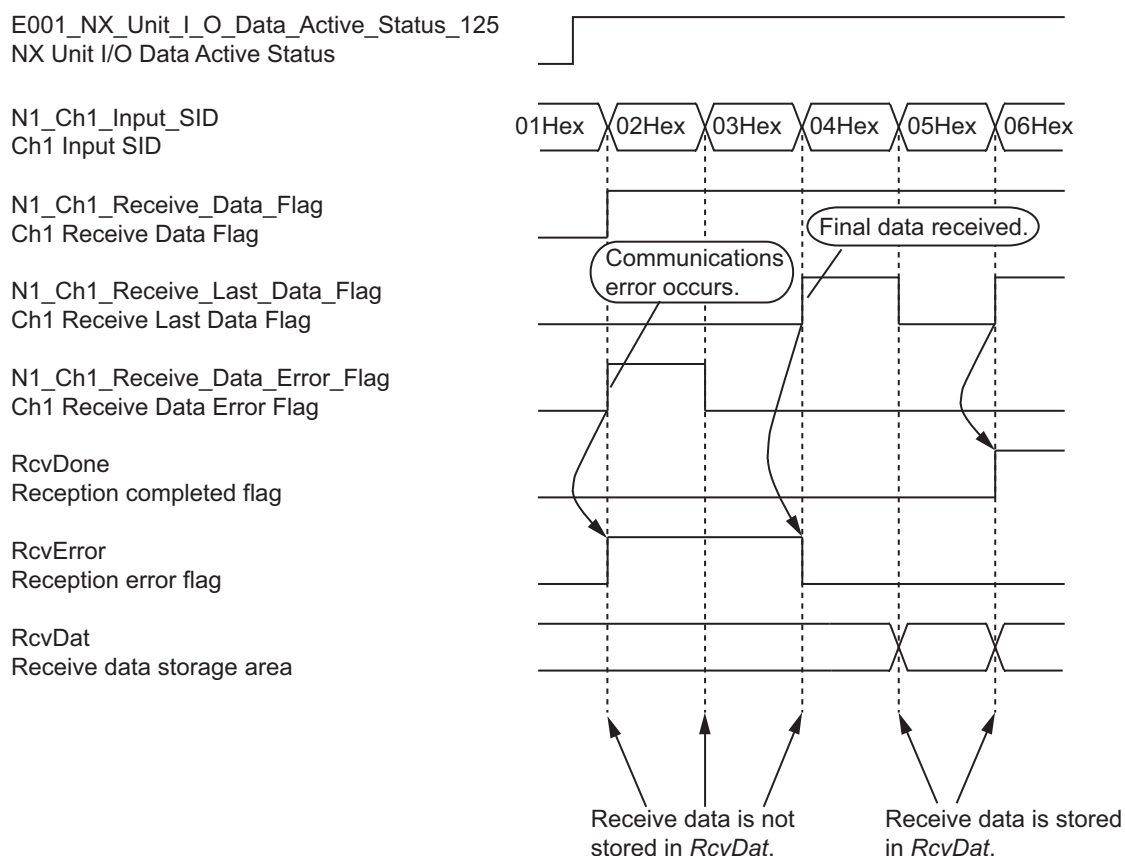 E001_NX_Unit_I_O_Data_Active_Status_125
NX Unit I/O Data Active Status
N1_Ch1_Input_SID
Ch1 Input SID
01Hex 02Hex 03Hex 04Hex 05Hex 06Hex
N1_Ch1_Receive_Data_Flag
Ch1 Receive Data Flag
Final data received.
Communications
error occurs.
N1_Ch1_Receive_Last_Data_Flag
Ch1 Receive Last Data Flag
N1_Ch1_Receive_Data_Error_Flag
Ch1 Receive Data Error Flag
RcvDone
Reception completed flag
RcvError
Reception error flag
RcvDat
Receive data storage area
Receive data is not
stored in RcvDat.
Receive data is stored
in RcvDat.